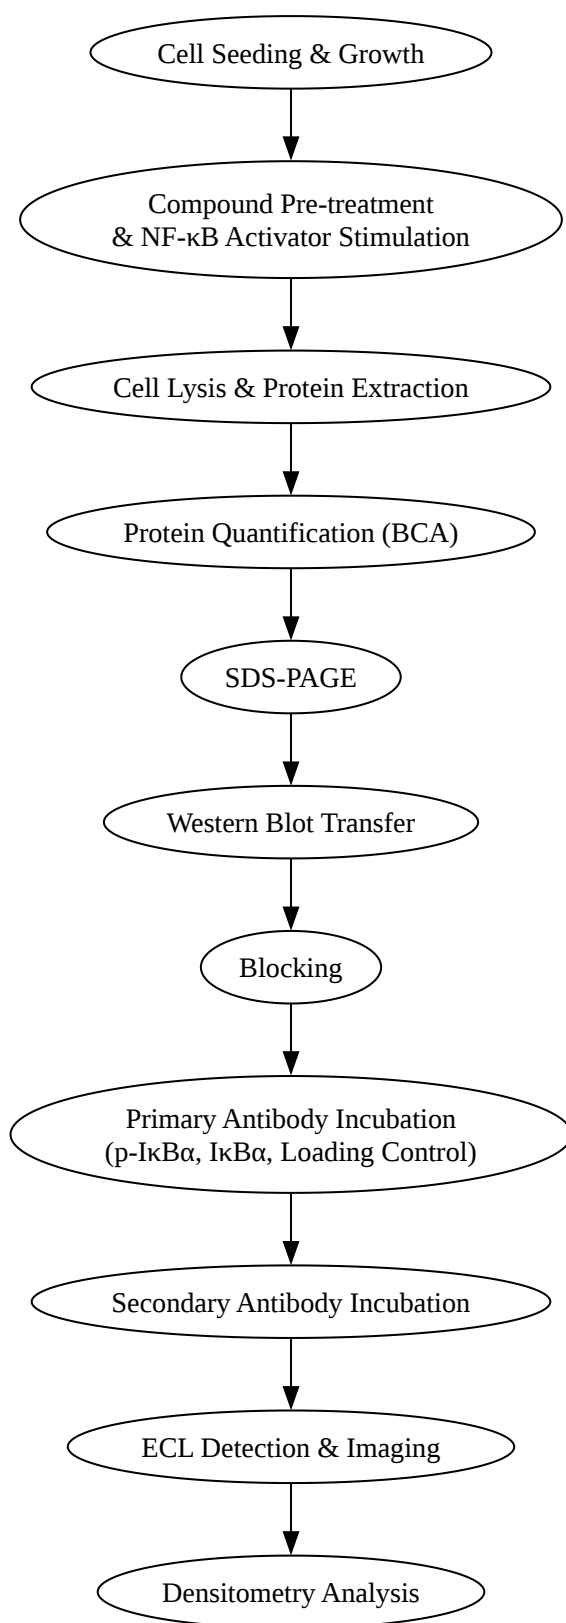 Cell Seeding & Growth
Compound Pre-treatment
& NF-κB Activator Stimulation
Cell Lysis & Protein Extraction
Protein Quantification (BCA)
SDS-PAGE
Western Blot Transfer
Blocking
Primary Antibody Incubation
(p-IκBα, IκBα, Loading Control)
Secondary Antibody Incubation
ECL Detection & Imaging
Densitometry Analysis